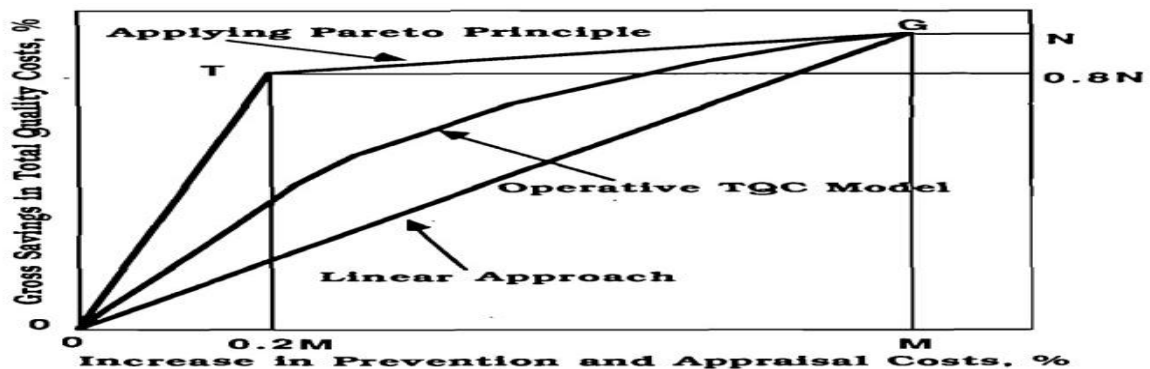 Gross Savings in Total Quality Costs, %
Applying Pareto Principle
G
N
T
0.8N
Operative TQC Model
Linear Approach
O
0
0.2M
M
Increase in Prevention and Appraisal Costs, %